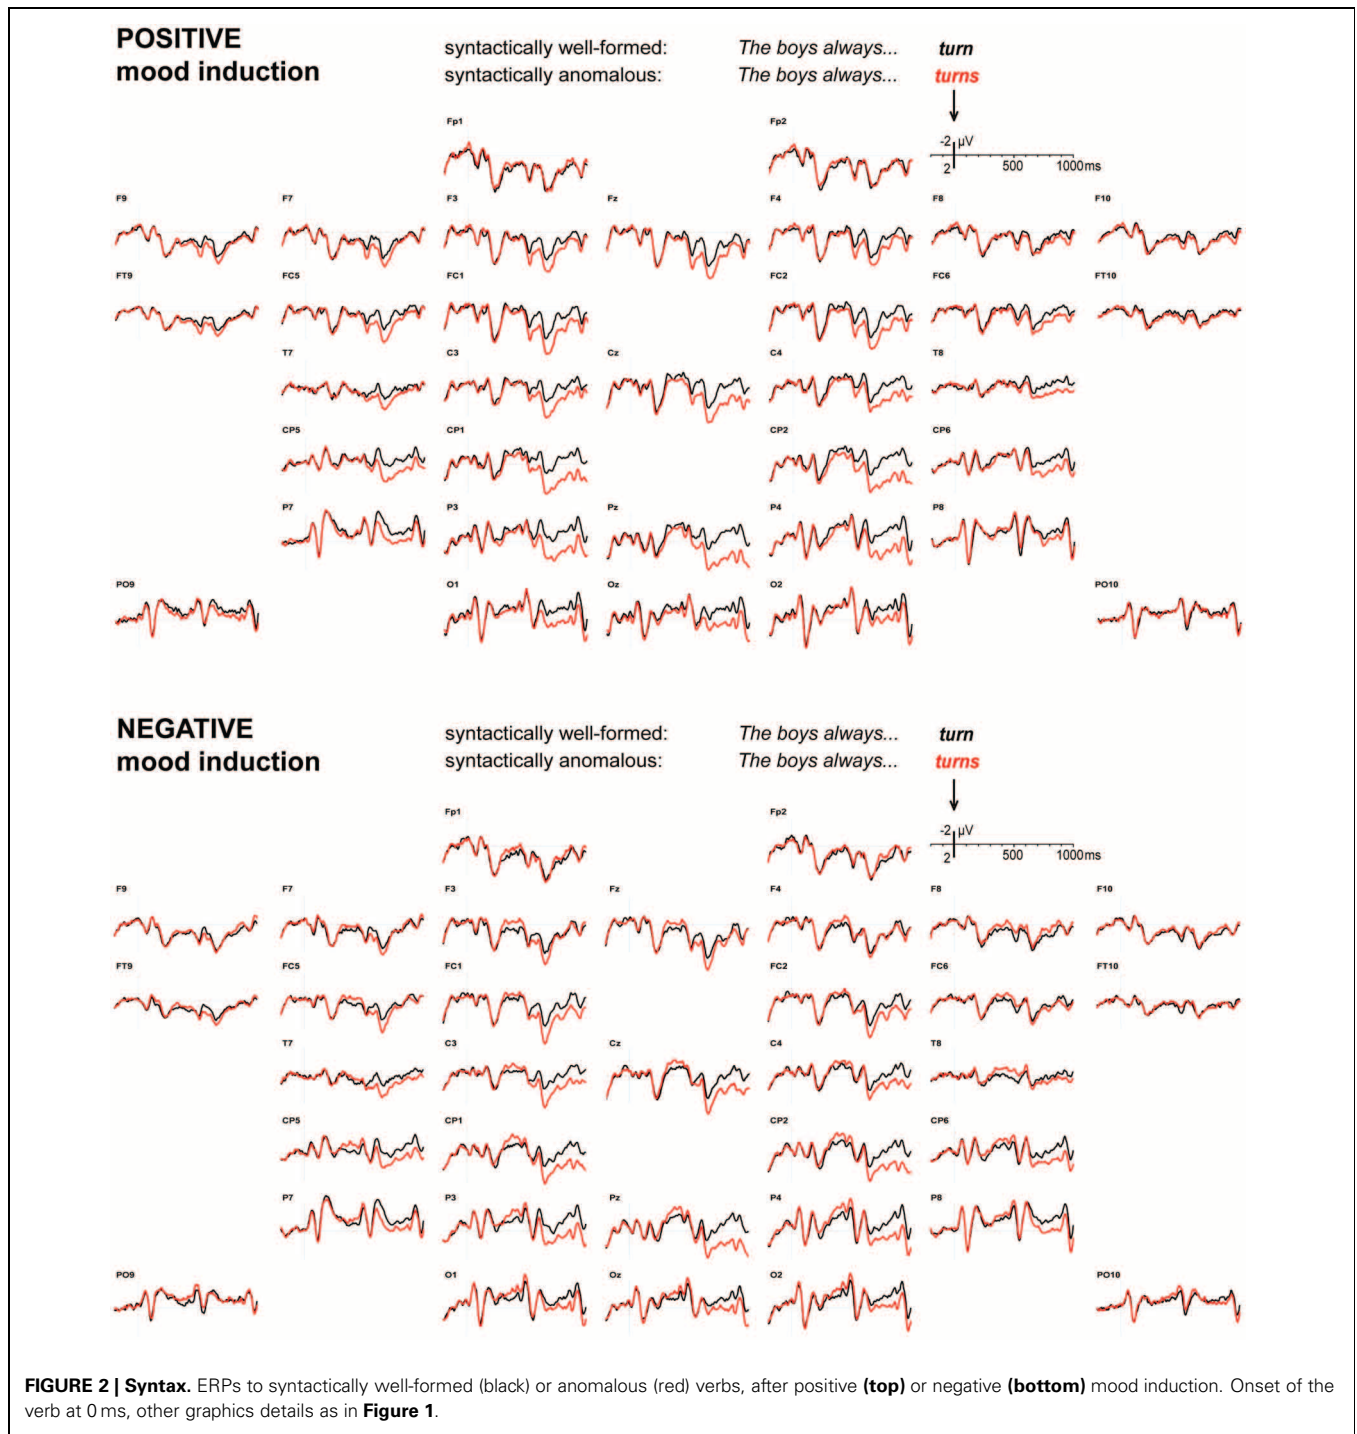 POSITIVE
mood induction
syntactically well-formed: The boys always... turn
syntactically anomalous: The boys always... turns
Fp1 Fp2
-2 µV
2 500 1000ms
F9 F7 F3 Fz F4 F8 F10
FT9 FC5 FC1 FC2 FC6 FT10
T7 C3 Cz C4 T8
CP5 CP1 CP2 CP6
P7 P3 Pz P4 P8
PO9 O1 Oz O2 PO10
NEGATIVE
mood induction
syntactically well-formed: The boys always... turn
syntactically anomalous: The boys always... turns
Fp1 Fp2
-2 µV
2 500 1000ms
F9 F7 F3 Fz F4 F8 F10
FT9 FC5 FC1 FC2 FC6 FT10
T7 C3 Cz C4 T8
CP5 CP1 CP2 CP6
P7 P3 Pz P4 P8
PO9 O1 Oz O2 PO10
FIGURE 2 | Syntax. ERPs to syntactically well-formed (black) or anomalous (red) verbs, after positive (top) or negative (bottom) mood induction. Onset of the
verb at 0 ms, other graphics details as in Figure 1.